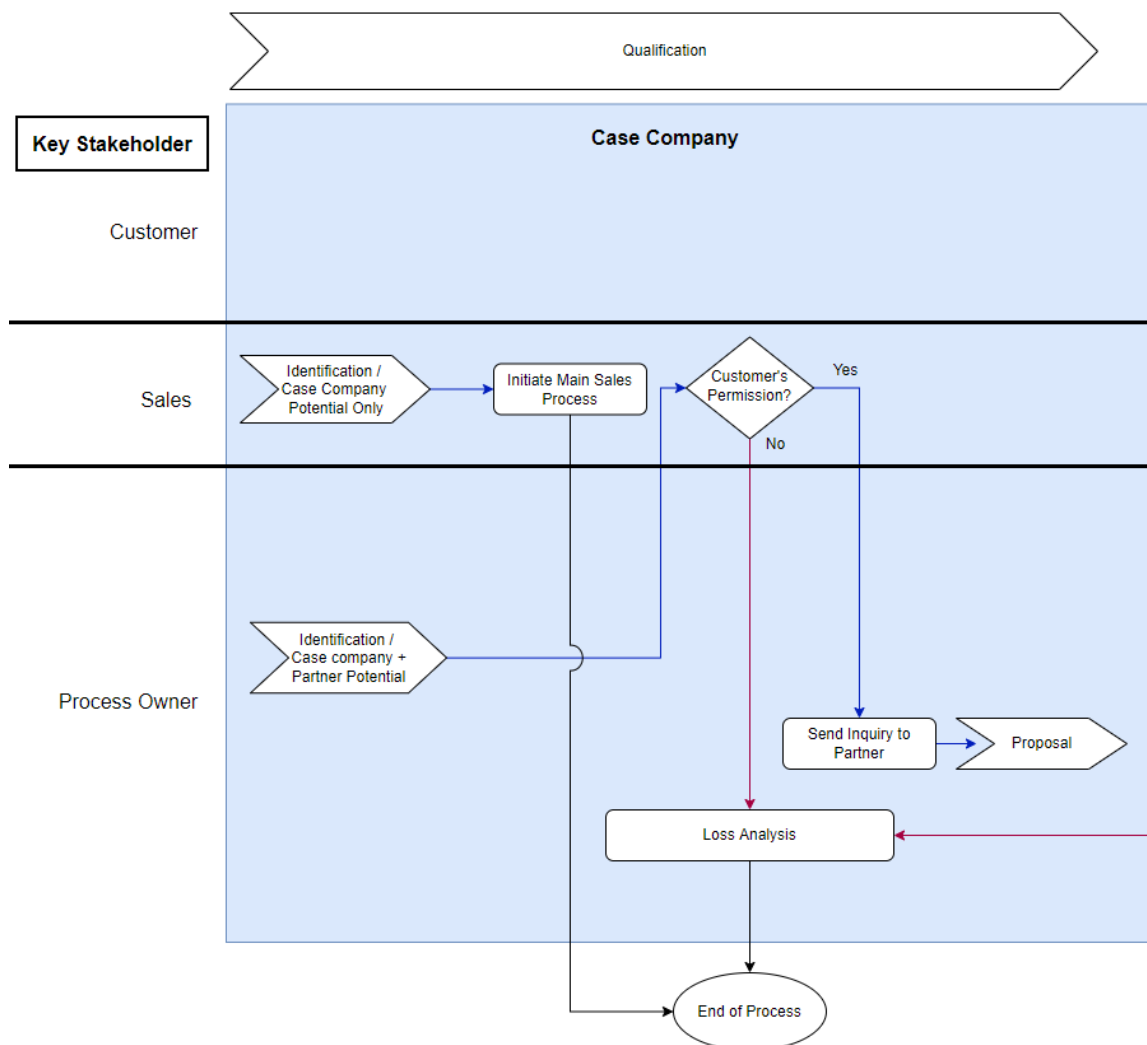 Qualification
Key Stakeholder
Case Company
Customer
Sales
Identification /
Case Company
Potential Only
Initiate Main Sales
Process
Customer's
Permission?
Yes
No
Process Owner
Identification /
Case company +
Partner Potential
Send Inquiry to
Partner
Proposal
Loss Analysis
End of Process